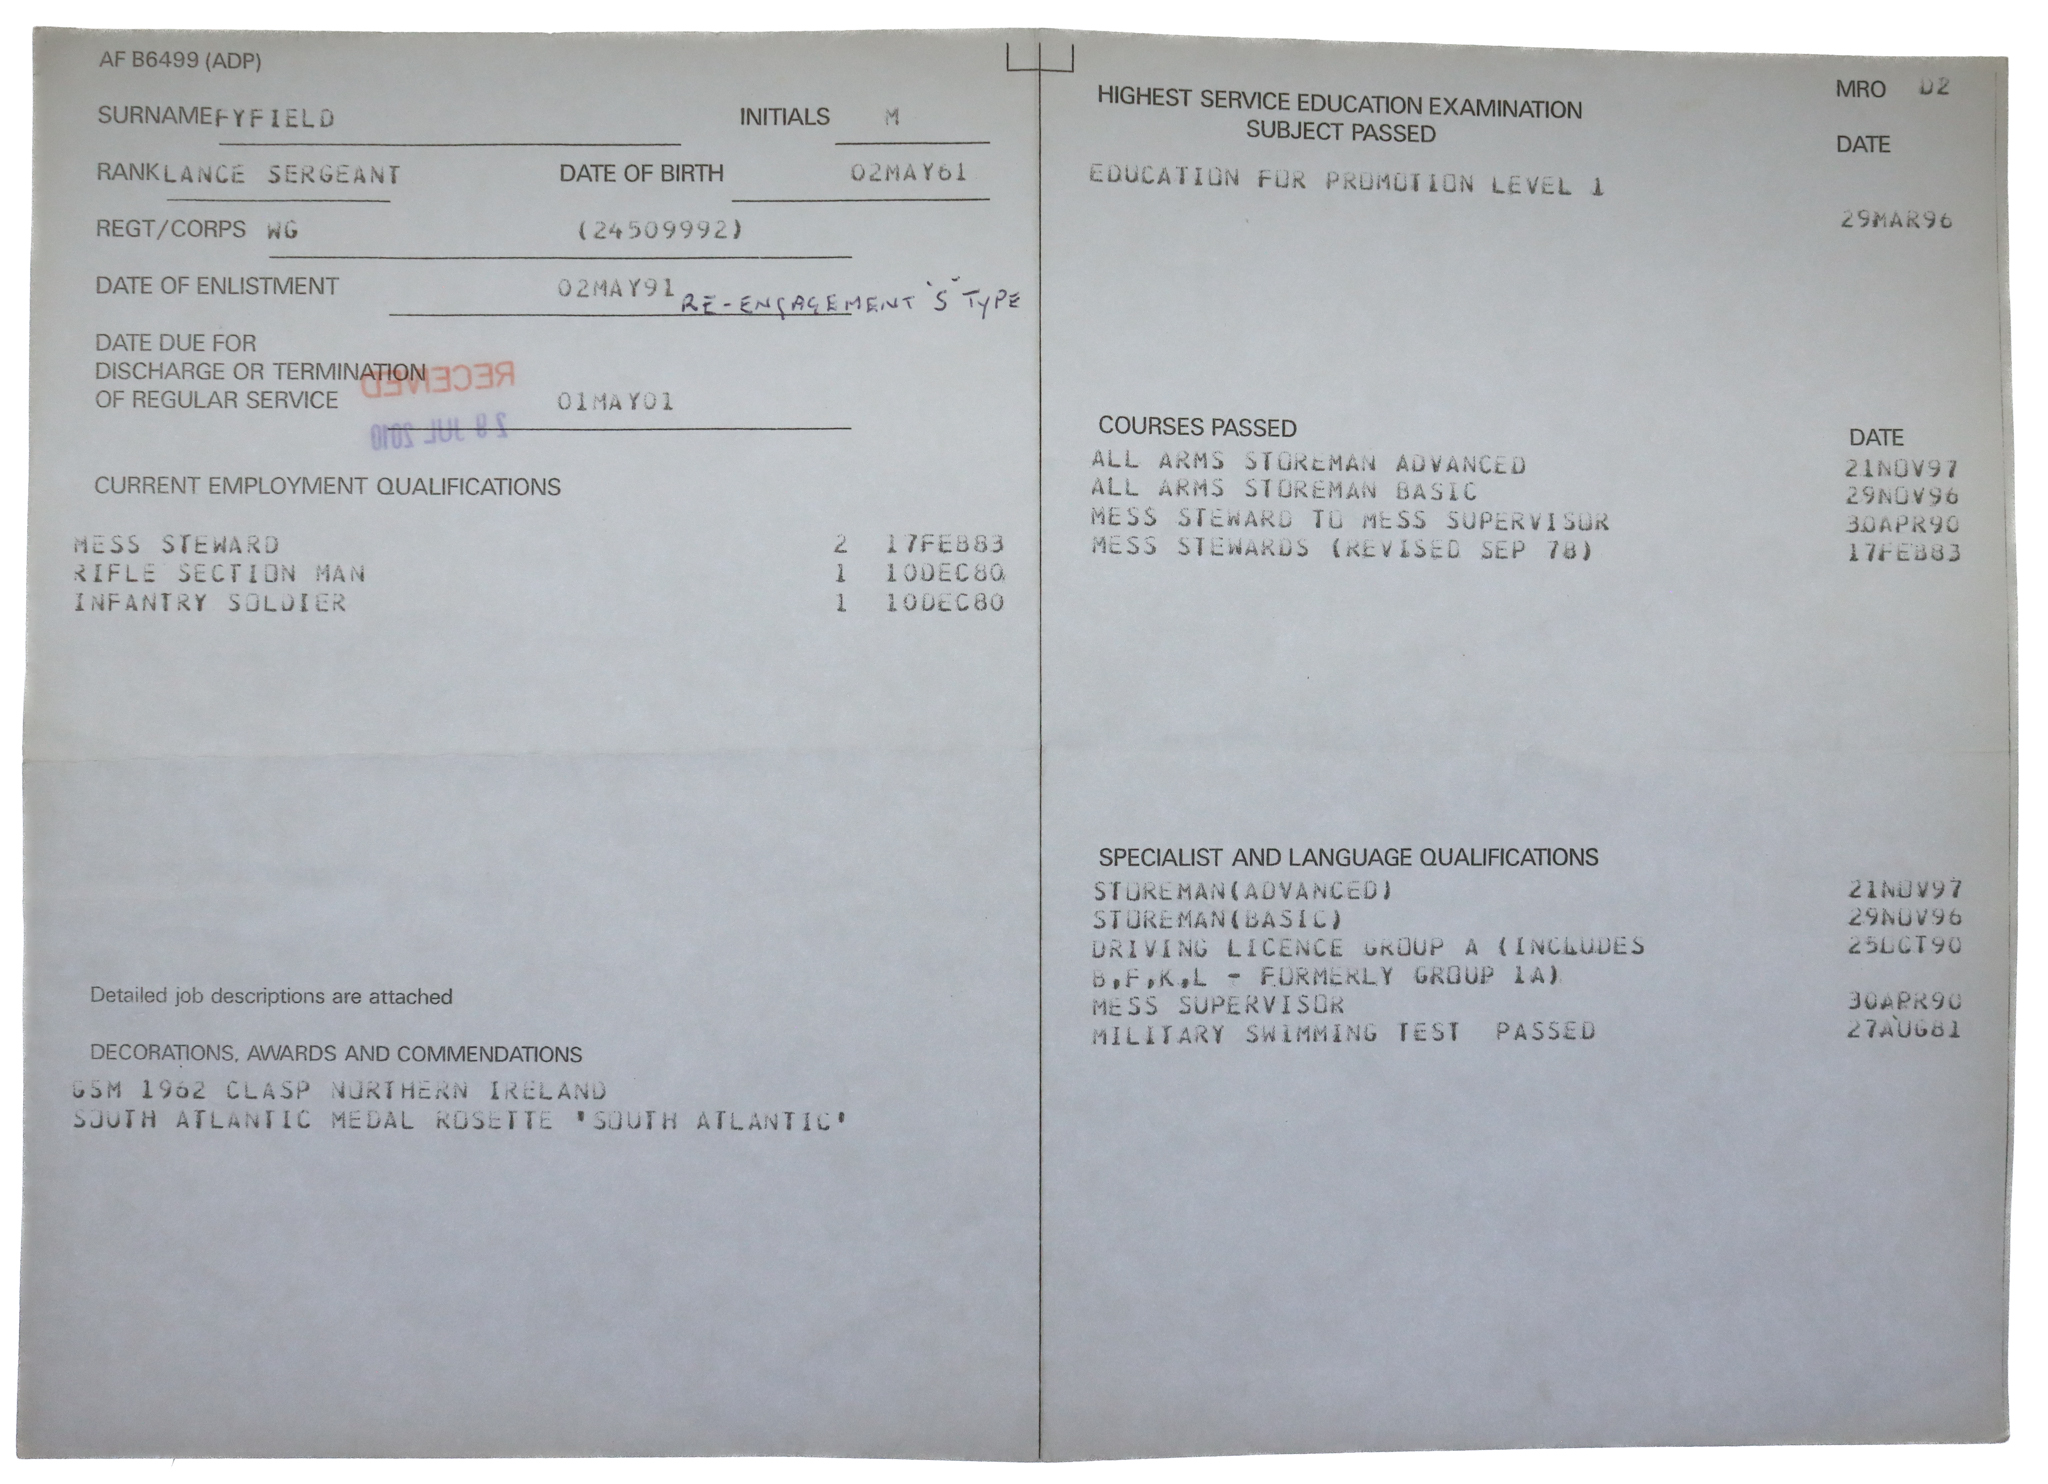 AF B6499 (ADP)
SURNAME FYFIELD INITIALS M
RANK LANCE SERGEANT DATE OF BIRTH 02MAY61
REGT/CORPS WG (24509992)
DATE OF ENLISTMENT 02MAY91 RE-ENGAGEMENT "S" TYPE
DATE DUE FOR
DISCHARGE OR TERMINATION
OF REGULAR SERVICE 01MAY01
RECEIVED
28 JUL 2010
CURRENT EMPLOYMENT QUALIFICATIONS
MESS STEWARD 2 17FEB83
RIFLE SECTION MAN 1 10DEC80
INFANTRY SOLDIER 1 10DEC80
Detailed job descriptions are attached
DECORATIONS, AWARDS AND COMMENDATIONS
GSM 1962 CLASP NORTHERN IRELAND
SOUTH ATLANTIC MEDAL ROSETTE 'SOUTH ATLANTIC'
MRO D2
HIGHEST SERVICE EDUCATION EXAMINATION
SUBJECT PASSED
DATE
EDUCATION FOR PROMOTION LEVEL 1
29MAR96
COURSES PASSED DATE
ALL ARMS STOREMAN ADVANCED 21NOV97
ALL ARMS STOREMAN BASIC 29NOV96
MESS STEWARD TO MESS SUPERVISOR 30APR90
MESS STEWARDS (REVISED SEP 78) 17FEB83
SPECIALIST AND LANGUAGE QUALIFICATIONS
STOREMAN(ADVANCED) 21NOV97
STOREMAN(BASIC) 29NOV96
DRIVING LICENCE GROUP A (INCLUDES 25OCT90
B,F,K,L - FORMERLY GROUP 1A)
MESS SUPERVISOR 30APR90
MILITARY SWIMMING TEST PASSED 27AUG81